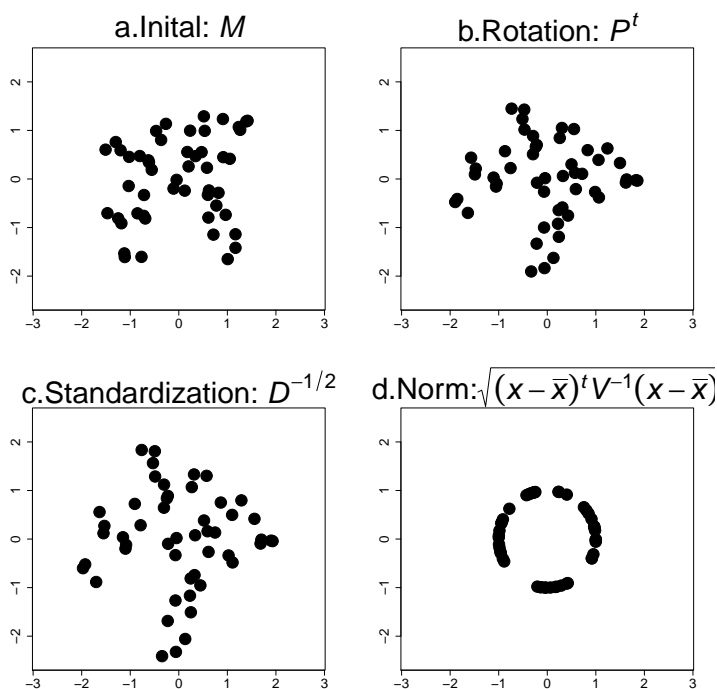 a.Inital: M
b.Rotation: Pᵗ
2
1
0
−1
−2
−3 −2 −1 0 1 2 3
2
1
0
−1
−2
−3 −2 −1 0 1 2 3
c.Standardization: D⁻¹/²
d.Norm:√(x − x̅)ᵗV⁻¹(x − x̅)
2
1
0
−1
−2
−3 −2 −1 0 1 2 3
2
1
0
−1
−2
−3 −2 −1 0 1 2 3